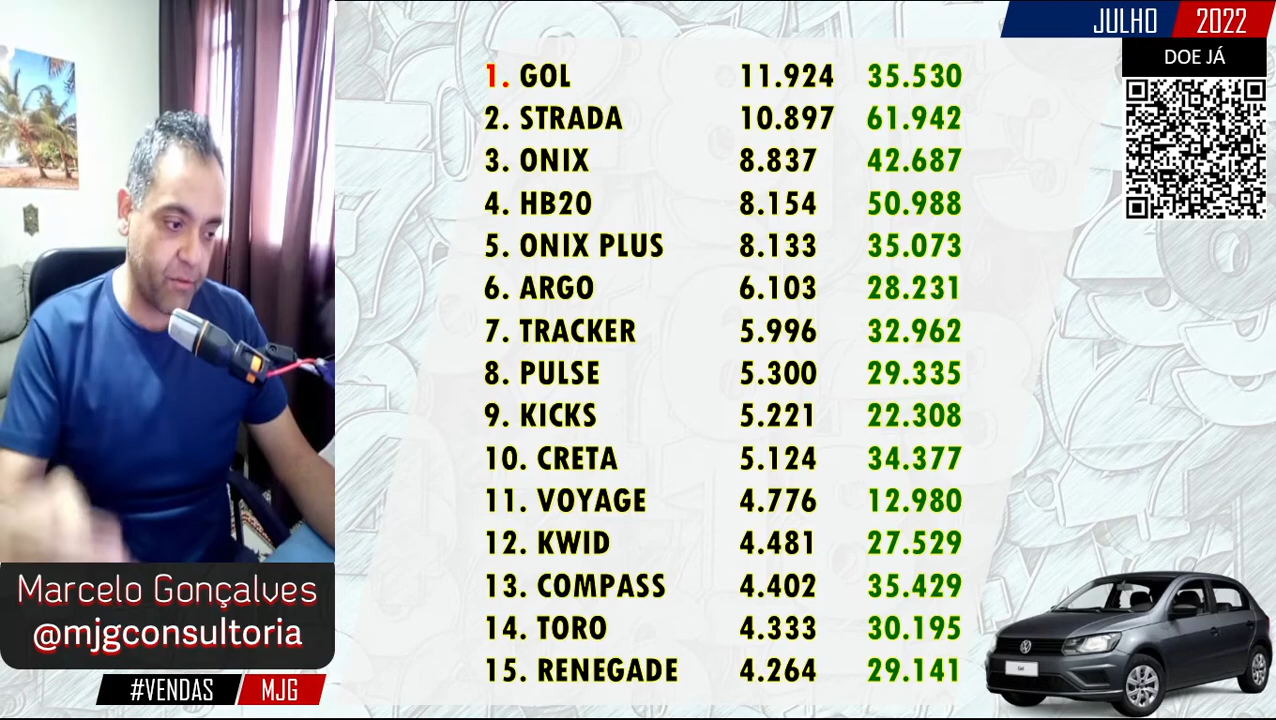 JULHO 2022
DOE JÁ
1. GOL 11.924 35.530
2. STRADA 10.897 61.942
3. ONIX 8.837 42.687
4. HB20 8.154 50.988
5. ONIX PLUS 8.133 35.073
6. ARGO 6.103 28.231
7. TRACKER 5.996 32.962
8. PULSE 5.300 29.335
9. KICKS 5.221 22.308
10. CRETA 5.124 34.377
11. VOYAGE 4.776 12.980
12. KWID 4.481 27.529
13. COMPASS 4.402 35.429
14. TORO 4.333 30.195
15. RENEGADE 4.264 29.141
Marcelo Gonçalves
@mjgconsultoria
#VENDAS MJG
Gol